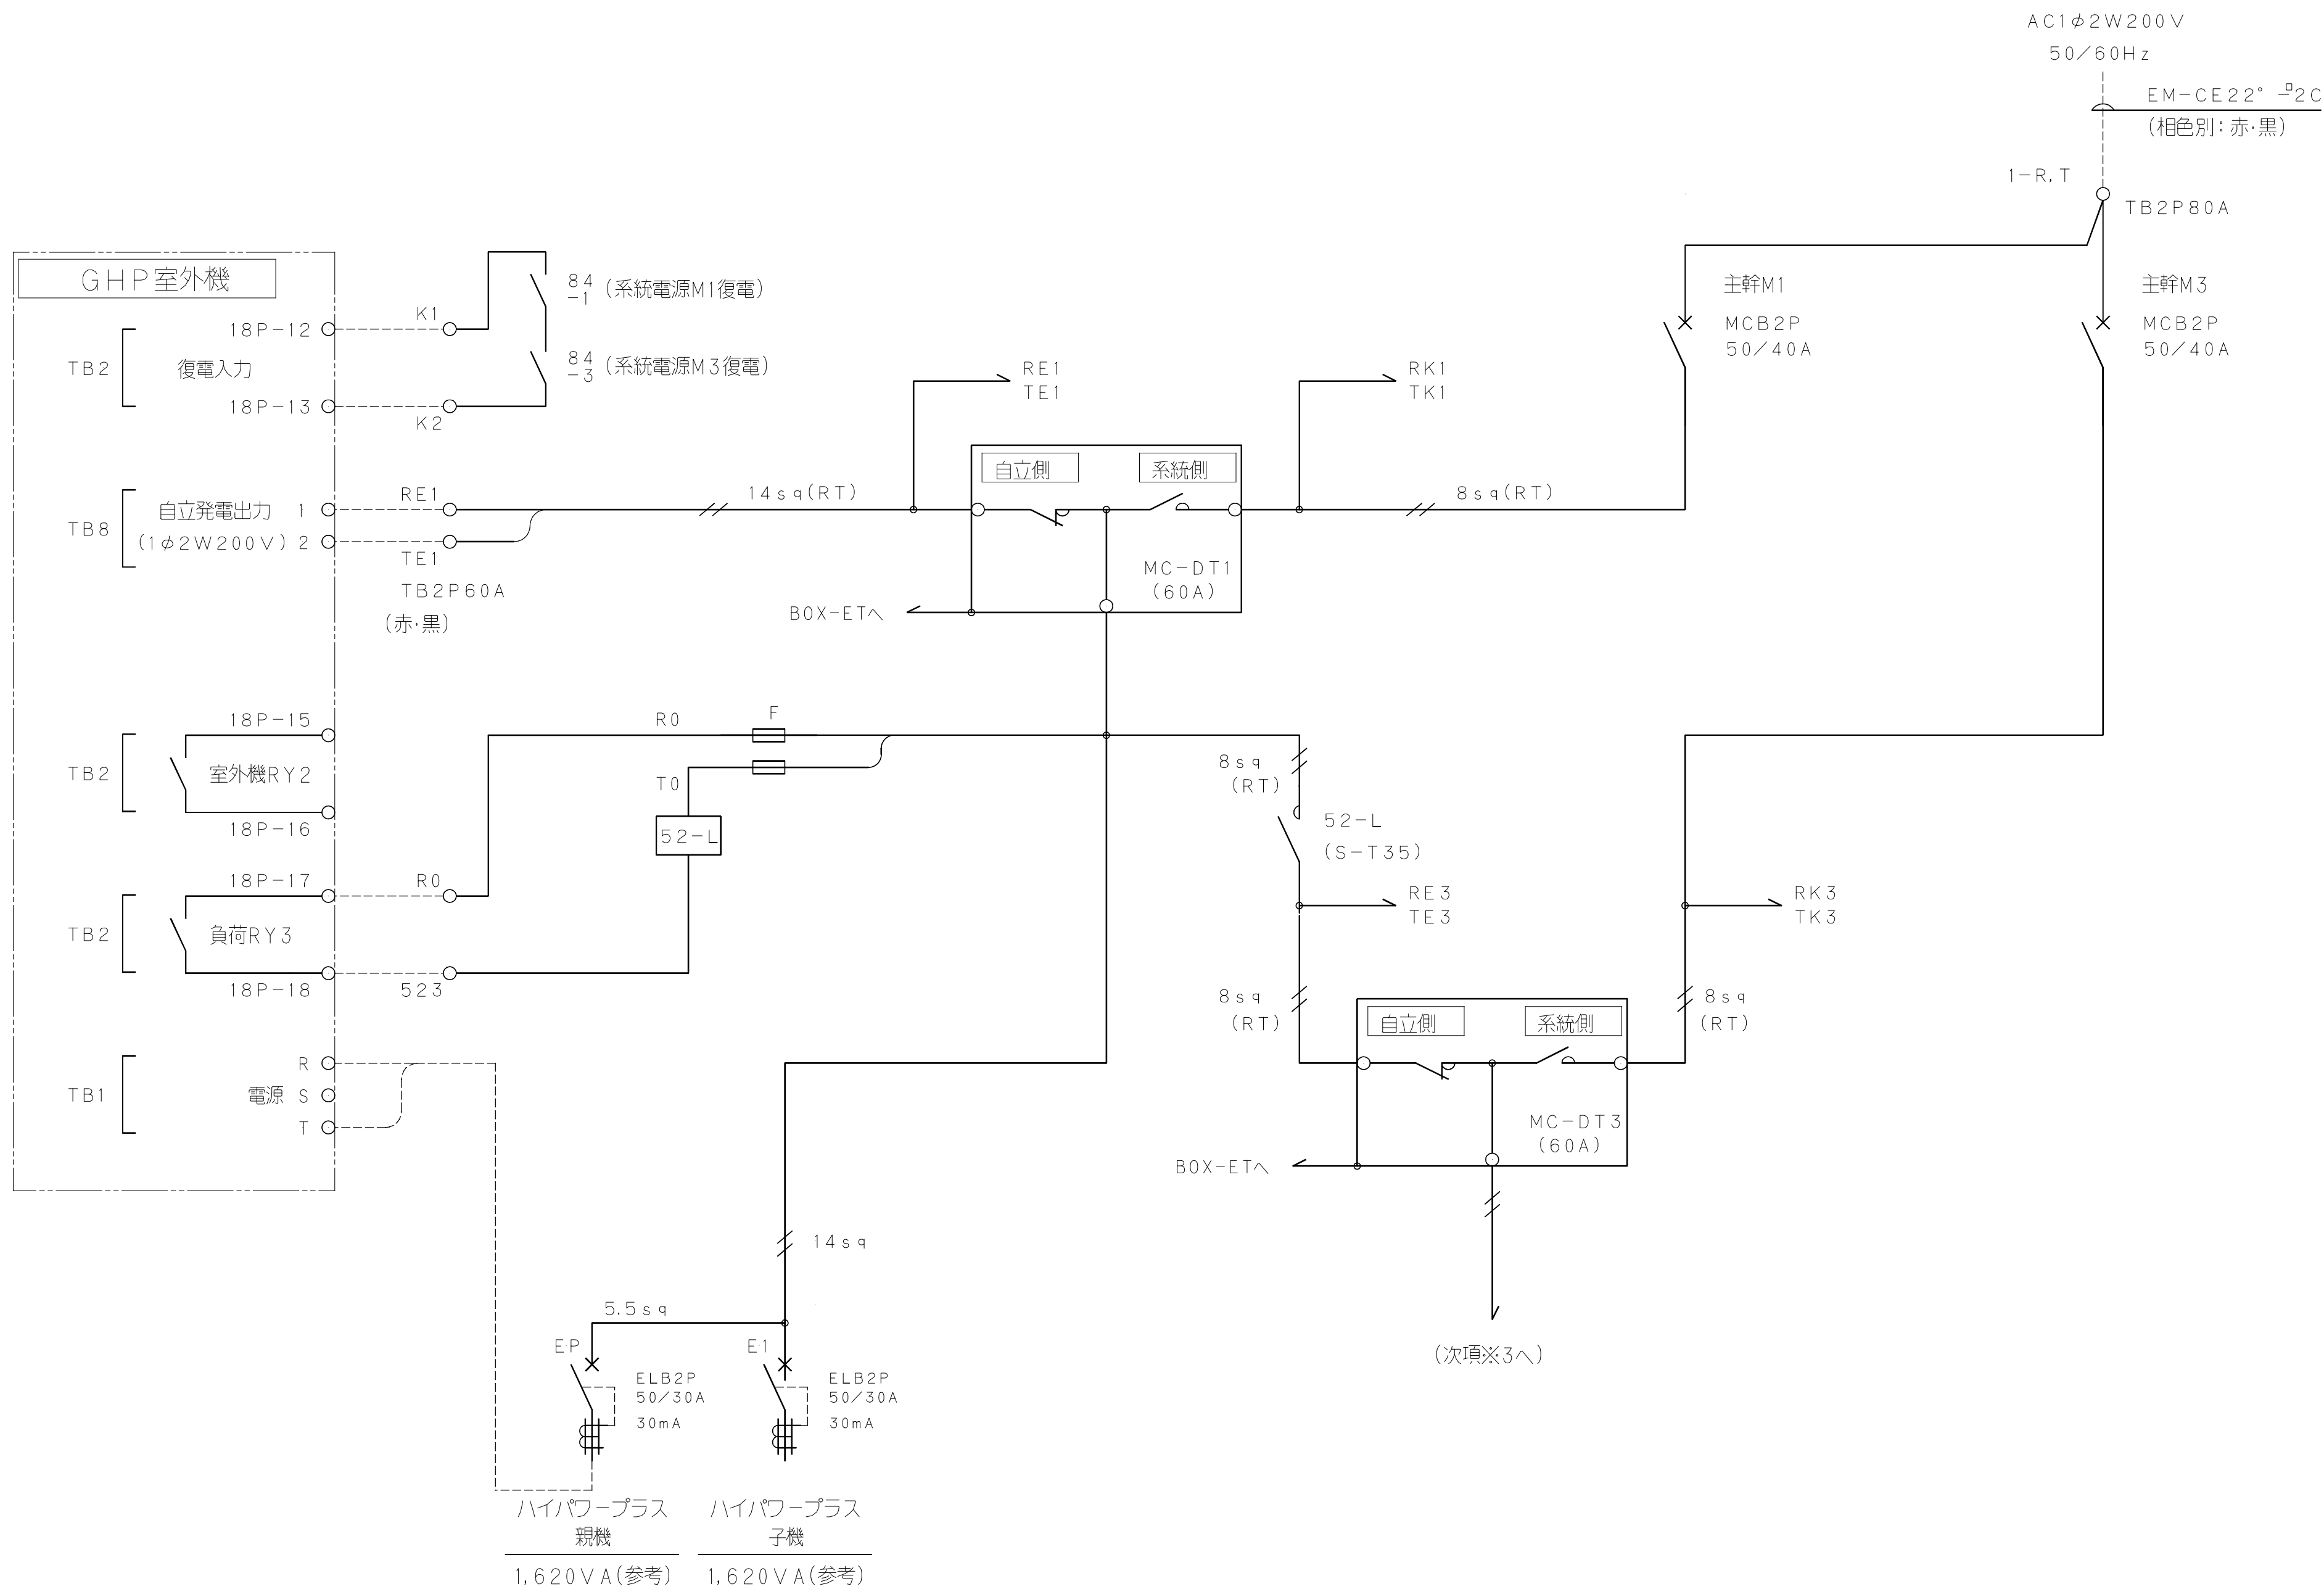 AC1φ2W200V
50/60Hz
EM-CE22°-2C
(相色別：赤・黒)
1-R,T
TB2P80A
GHP室外機
主幹M1
MCB2P
50/40A
主幹M3
MCB2P
50/40A
84
-1
(系統電源M1復電)
K1
18P-12
TB2
復電入力
84
-3
(系統電源M3復電)
18P-13
K2
RE1
TE1
RK1
TK1
自立側
系統側
TB8
自立発電出力 1
(1φ2W200V) 2
RE1
TE1
TB2P60A
(赤・黒)
14sq(RT)
8sq(RT)
MC-DT1
(60A)
BOX-ETへ
18P-15
TB2
室外機RY2
18P-16
R0
F
T0
52-L
8sq
(RT)
52-L
(S-T35)
18P-17
R0
TB2
負荷RY3
18P-18
523
RE3
TE3
RK3
TK3
8sq
(RT)
8sq
(RT)
自立側
系統側
MC-DT3
(60A)
BOX-ETへ
TB1
電源
R
S
T
14sq
5.5sq
EP
ELB2P
50/30A
30mA
E1
ELB2P
50/30A
30mA
(次項※3へ)
ハイパワープラス
親機
1,620VA(参考)
ハイパワープラス
子機
1,620VA(参考)